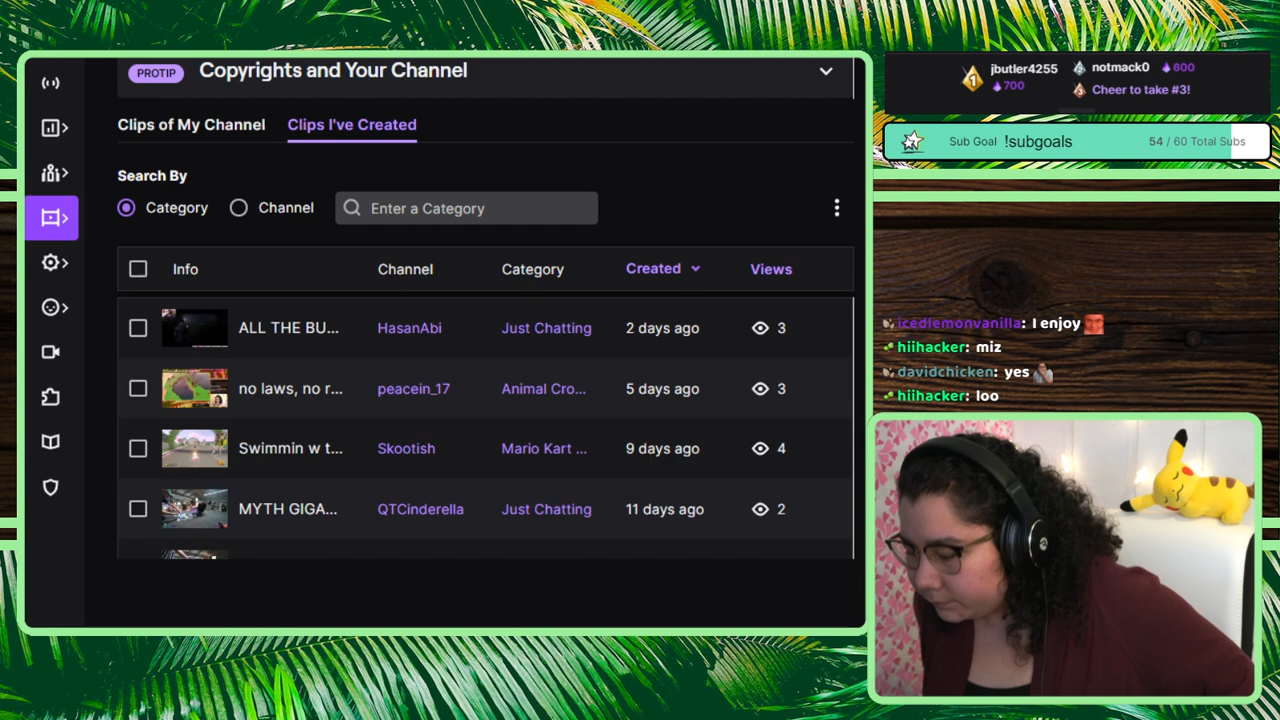 PROTIP Copyrights and Your Channel
Clips of My Channel Clips I've Created
Search By
Category Channel Enter a Category
Info Channel Category Created Views
ALL THE BU... HasanAbi Just Chatting 2 days ago 3
no laws, no r... peacein_17 Animal Cro... 5 days ago 3
Swimmin w t... Skootish Mario Kart ... 9 days ago 4
MYTH GIGA... QTCinderella Just Chatting 11 days ago 2
1 jbutler4255 700
2 notmack0 600
3 Cheer to take #3!
Sub Goal !subgoals 54 / 60 Total Subs
icedlemonvanilla: I enjoy
hiihacker: miz
davidchicken: yes
hiihacker: loo